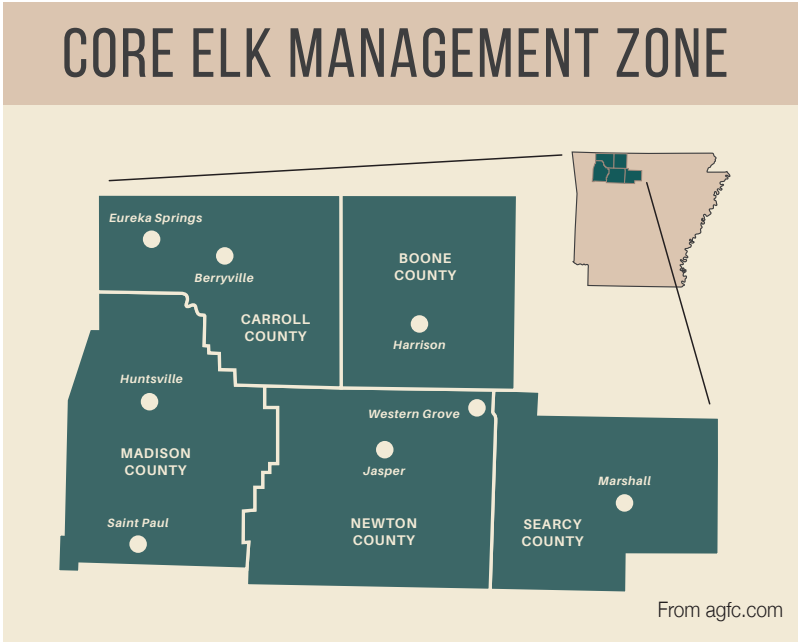 CORE ELK MANAGEMENT ZONE
Eureka Springs
Berryville
BOONE
COUNTY
CARROLL
COUNTY
Harrison
Huntsville
Western Grove
MADISON
COUNTY
Jasper
Marshall
Saint Paul
NEWTON
COUNTY
SEARCY
COUNTY
From agfc.com